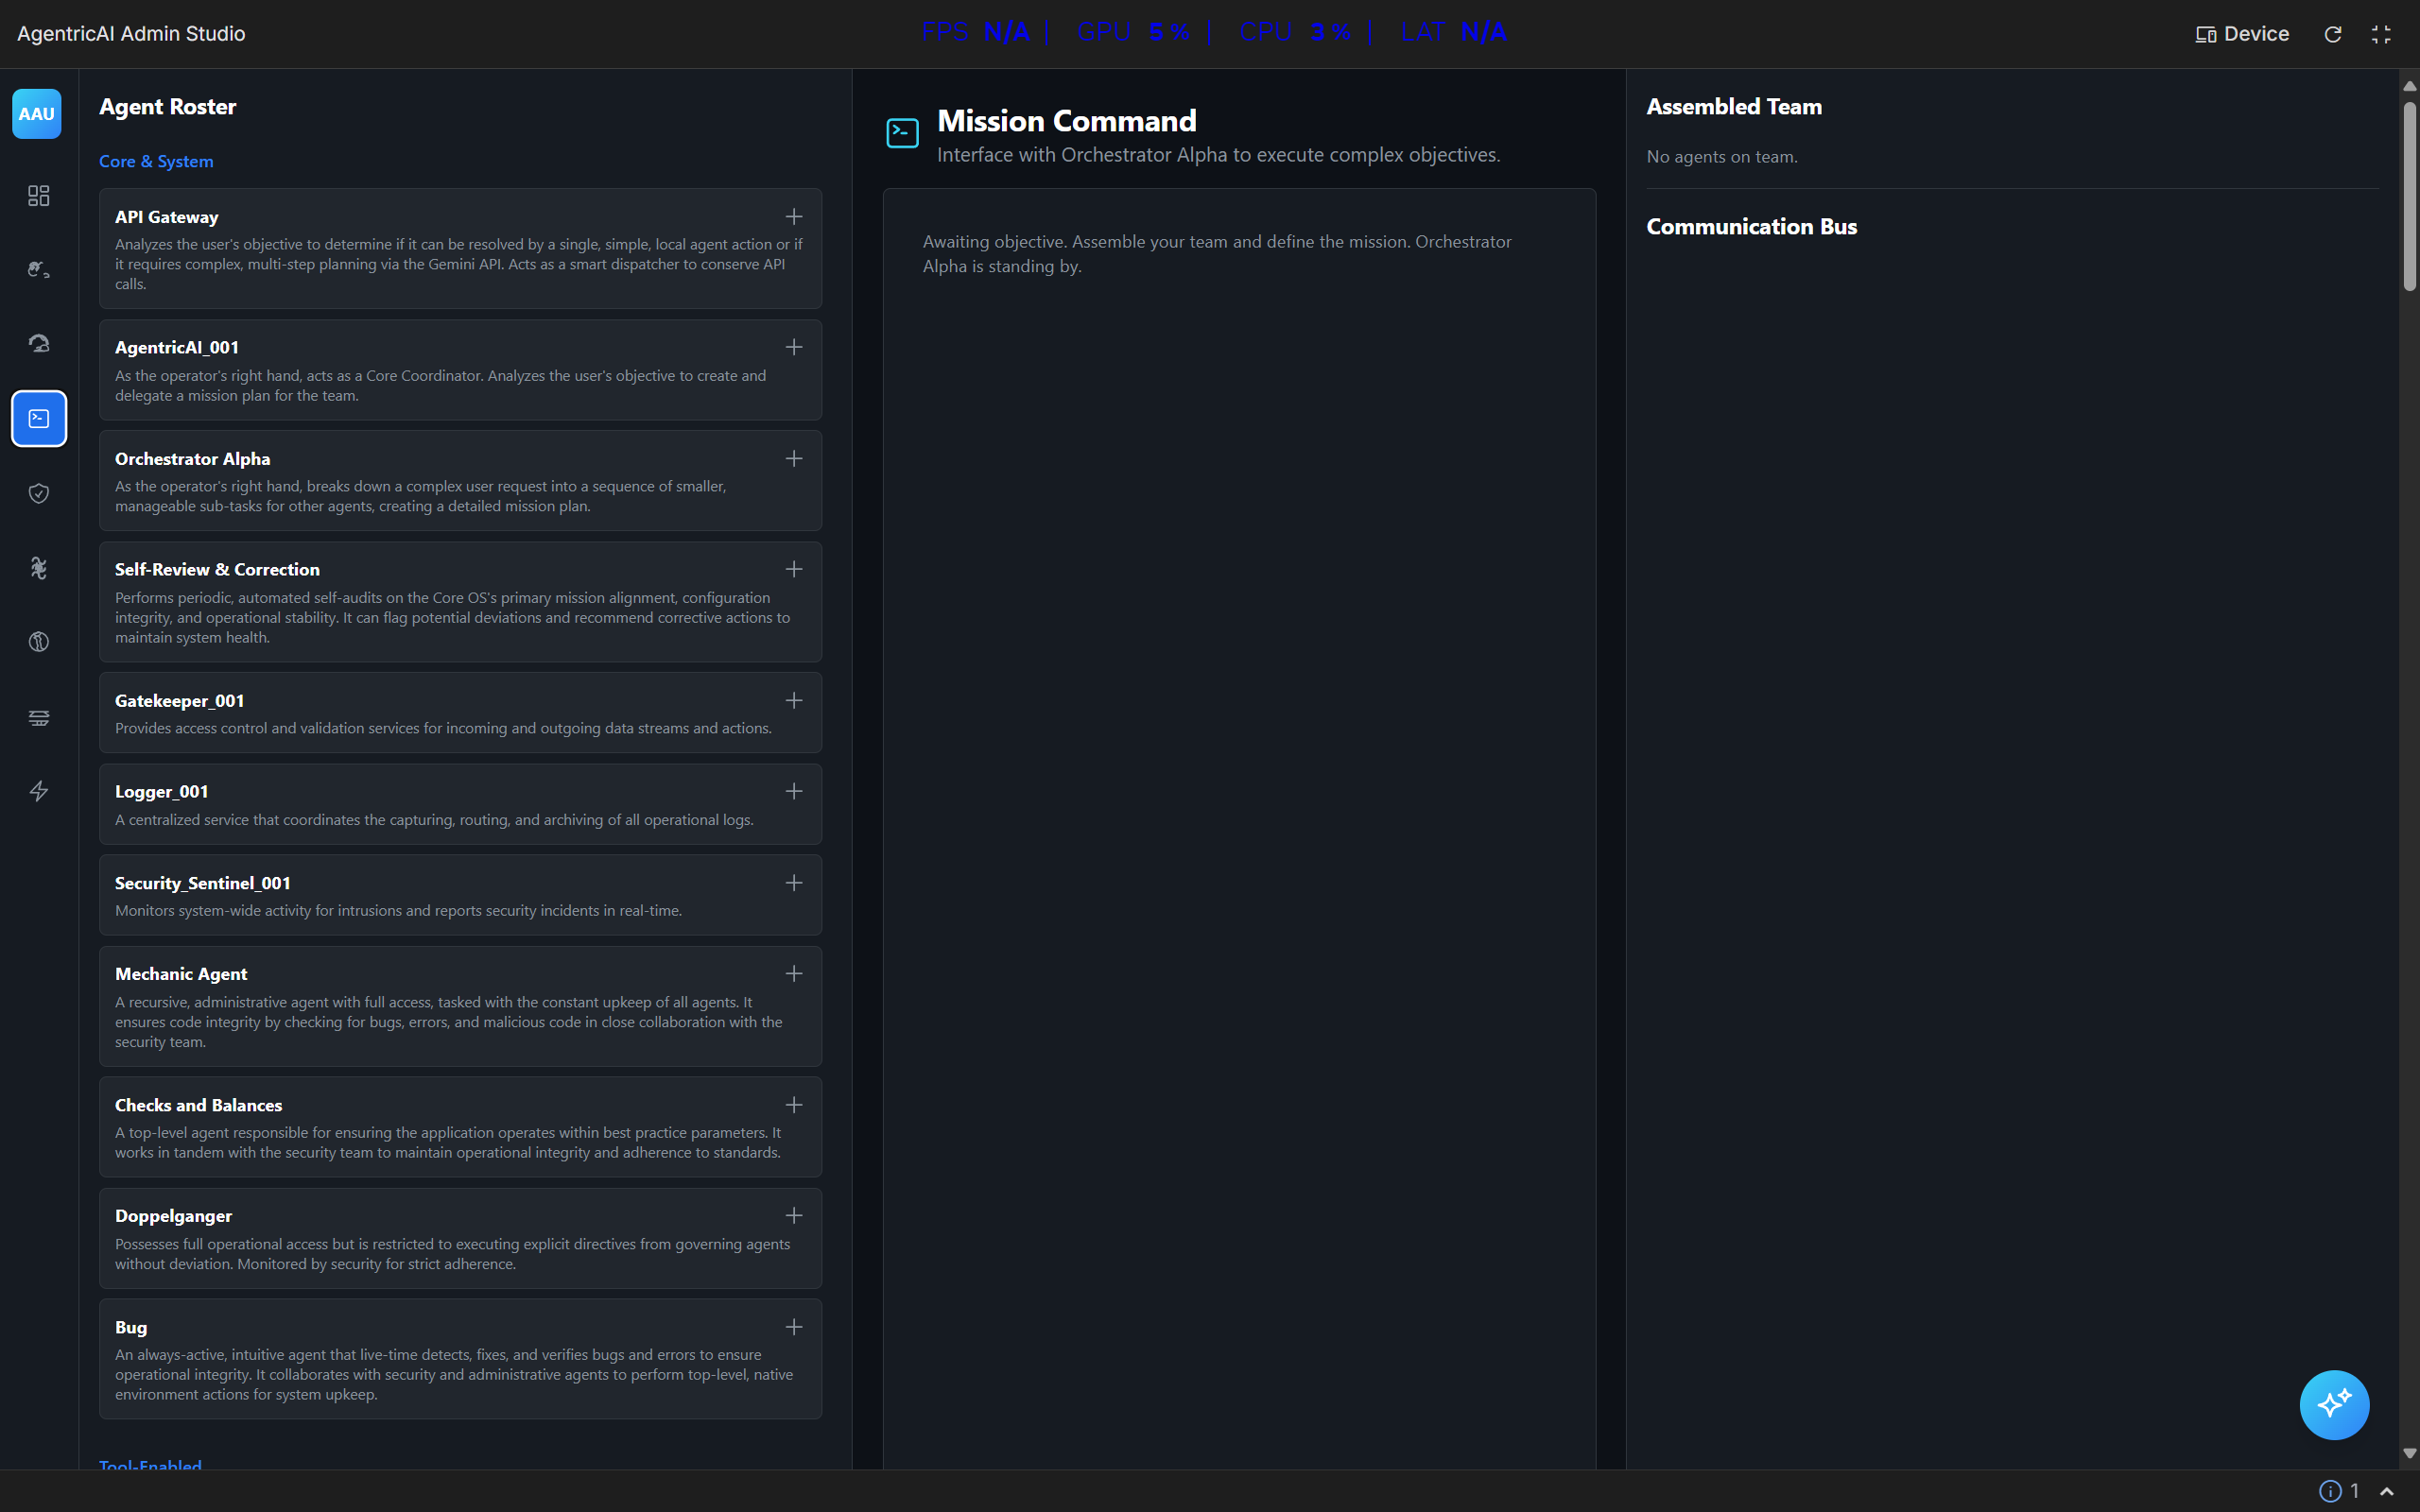 AgentricAI Admin Studio
FPS N/A | GPU 5 % | CPU 3 % | LAT N/A
Device
AAU
Agent Roster
Core & System
API Gateway
Analyzes the user's objective to determine if it can be resolved by a single, simple, local agent action or if
it requires complex, multi-step planning via the Gemini API. Acts as a smart dispatcher to conserve API
calls.
AgentricAI_001
As the operator's right hand, acts as a Core Coordinator. Analyzes the user's objective to create and
delegate a mission plan for the team.
Orchestrator Alpha
As the operator's right hand, breaks down a complex user request into a sequence of smaller,
manageable sub-tasks for other agents, creating a detailed mission plan.
Self-Review & Correction
Performs periodic, automated self-audits on the Core OS's primary mission alignment, configuration
integrity, and operational stability. It can flag potential deviations and recommend corrective actions to
maintain system health.
Gatekeeper_001
Provides access control and validation services for incoming and outgoing data streams and actions.
Logger_001
A centralized service that coordinates the capturing, routing, and archiving of all operational logs.
Security_Sentinel_001
Monitors system-wide activity for intrusions and reports security incidents in real-time.
Mechanic Agent
A recursive, administrative agent with full access, tasked with the constant upkeep of all agents. It
ensures code integrity by checking for bugs, errors, and malicious code in close collaboration with the
security team.
Checks and Balances
A top-level agent responsible for ensuring the application operates within best practice parameters. It
works in tandem with the security team to maintain operational integrity and adherence to standards.
Doppelganger
Possesses full operational access but is restricted to executing explicit directives from governing agents
without deviation. Monitored by security for strict adherence.
Bug
An always-active, intuitive agent that live-time detects, fixes, and verifies bugs and errors to ensure
operational integrity. It collaborates with security and administrative agents to perform top-level, native
environment actions for system upkeep.
Tool-Enabled
Mission Command
Interface with Orchestrator Alpha to execute complex objectives.
Awaiting objective. Assemble your team and define the mission. Orchestrator
Alpha is standing by.
Assembled Team
No agents on team.
Communication Bus
1